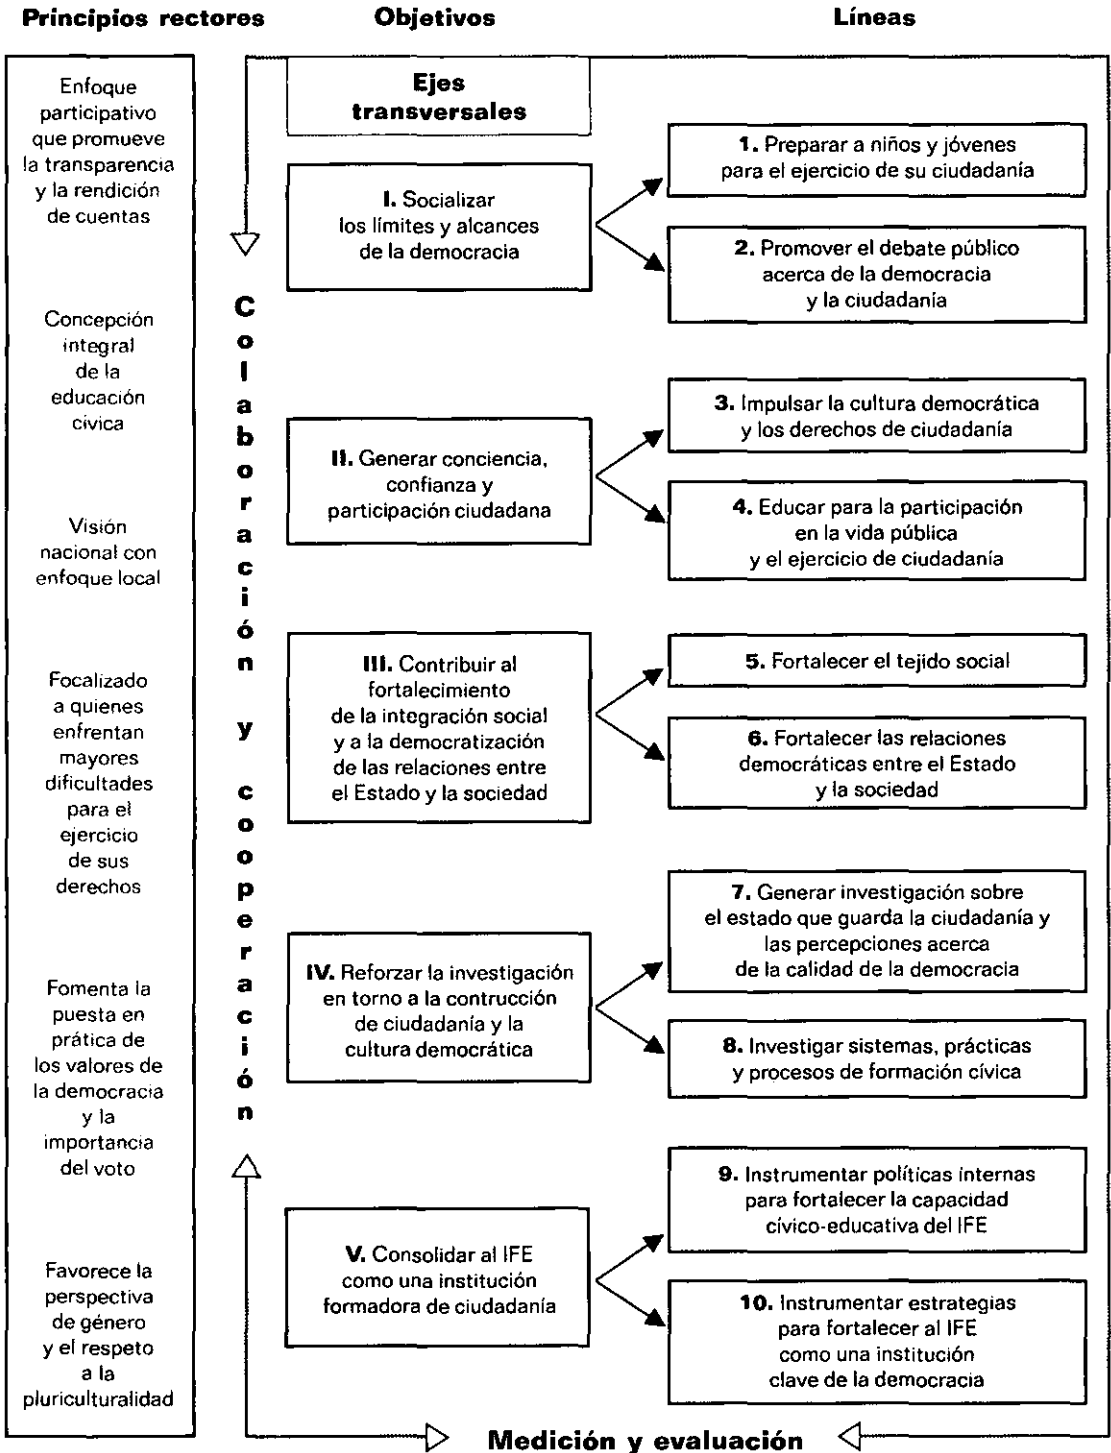 Principios rectores
Objetivos
Líneas
Enfoque
participativo
que promueve
la transparencia
y la rendición
de cuentas
Concepción
integral
de la
educación
cívica
Visión
nacional con
enfoque local
Focalizado
a quienes
enfrentan
mayores
dificultades
para el
ejercicio
de sus
derechos
Fomenta la
puesta en
prática de
los valores de
la democracia
y la
importancia
del voto
Favorece la
perspectiva
de género
y el respeto
a la
pluriculturalidad
Colaboración y cooperación
Ejes
transversales
I. Socializar
los límites y alcances
de la democracia
1. Preparar a niños y jóvenes
para el ejercicio de su ciudadanía
2. Promover el debate público
acerca de la democracia
y la ciudadanía
II. Generar conciencia,
confianza y
participación ciudadana
3. Impulsar la cultura democrática
y los derechos de ciudadanía
4. Educar para la participación
en la vida pública
y el ejercicio de ciudadanía
III. Contribuir al
fortalecimiento
de la integración social
y a la democratización
de las relaciones entre
el Estado y la sociedad
5. Fortalecer el tejido social
6. Fortalecer las relaciones
democráticas entre el Estado
y la sociedad
IV. Reforzar la investigación
en torno a la contrucción
de ciudadanía y la
cultura democrática
7. Generar investigación sobre
el estado que guarda la ciudadanía y
las percepciones acerca
de la calidad de la democracia
8. Investigar sistemas, prácticas
y procesos de formación cívica
V. Consolidar al IFE
como una institución
formadora de ciudadanía
9. Instrumentar políticas internas
para fortalecer la capacidad
cívico-educativa del IFE
10. Instrumentar estrategias
para fortalecer al IFE
como una institución
clave de la democracia
Medición y evaluación